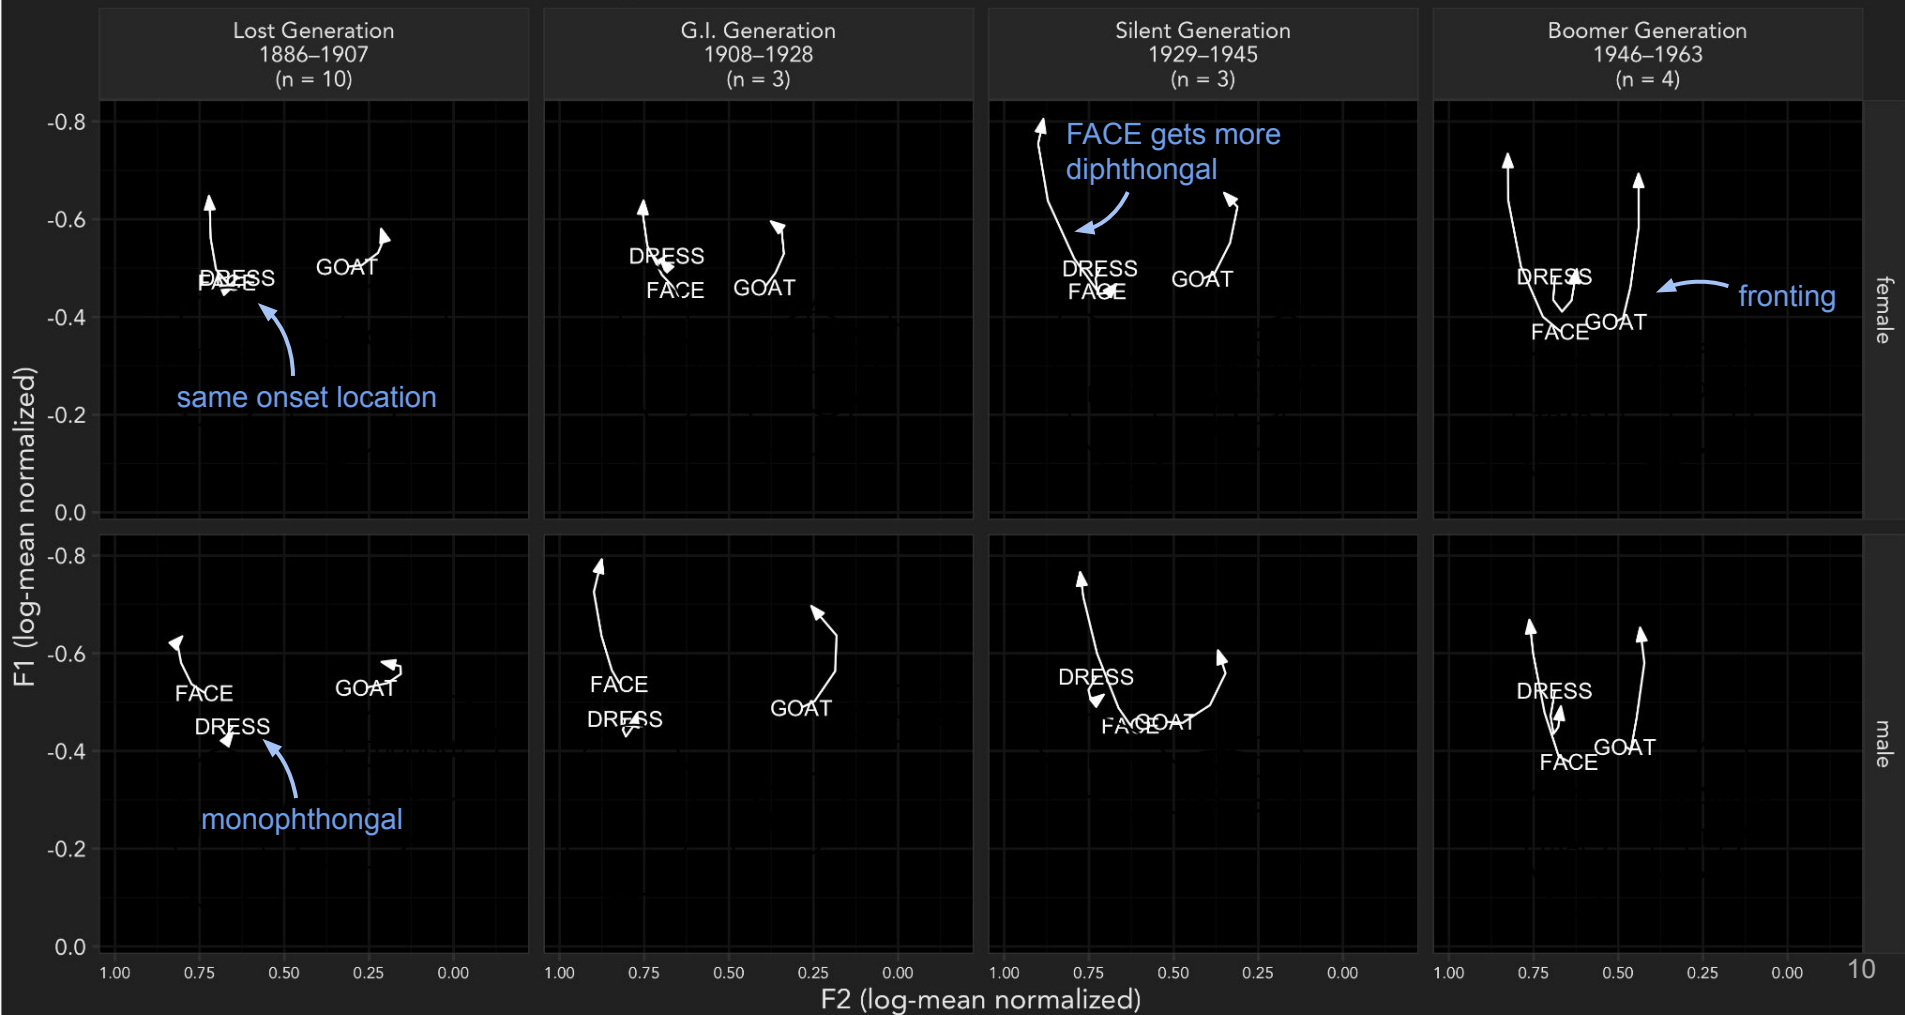 Lost Generation
1886–1907
(n = 10)
G.I. Generation
1908–1928
(n = 3)
Silent Generation
1929–1945
(n = 3)
Boomer Generation
1946–1963
(n = 4)
F1 (log-mean normalized)
-0.8
-0.6
-0.4
-0.2
0.0
DRESS
FACE
GOAT
same onset location
DRESS
FACE
GOAT
FACE gets more
diphthongal
DRESS
FACE
GOAT
DRESS
FACE
GOAT
fronting
female
-0.8
-0.6
-0.4
-0.2
0.0
FACE
DRESS
GOAT
monophthongal
FACE
DRESS
GOAT
DRESS
FACE
GOAT
DRESS
FACE
GOAT
male
1.00 0.75 0.50 0.25 0.00
1.00 0.75 0.50 0.25 0.00
1.00 0.75 0.50 0.25 0.00
1.00 0.75 0.50 0.25 0.00
10
F2 (log-mean normalized)